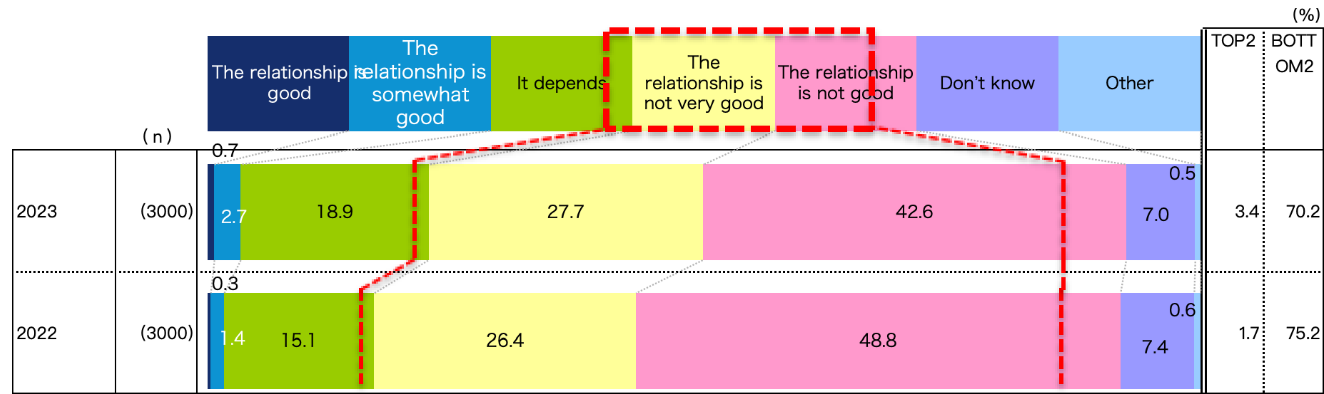 (%)
The relationship is
good
The
relationship is
somewhat
good
It depends
The
relationship is
not very good
The relationship
is not good
Don't know
Other
TOP2
BOTT
OM2
( n )
2023
(3000)
0.7
2.7
18.9
27.7
42.6
7.0
0.5
3.4
70.2
2022
(3000)
0.3
1.4
15.1
26.4
48.8
7.4
0.6
1.7
75.2